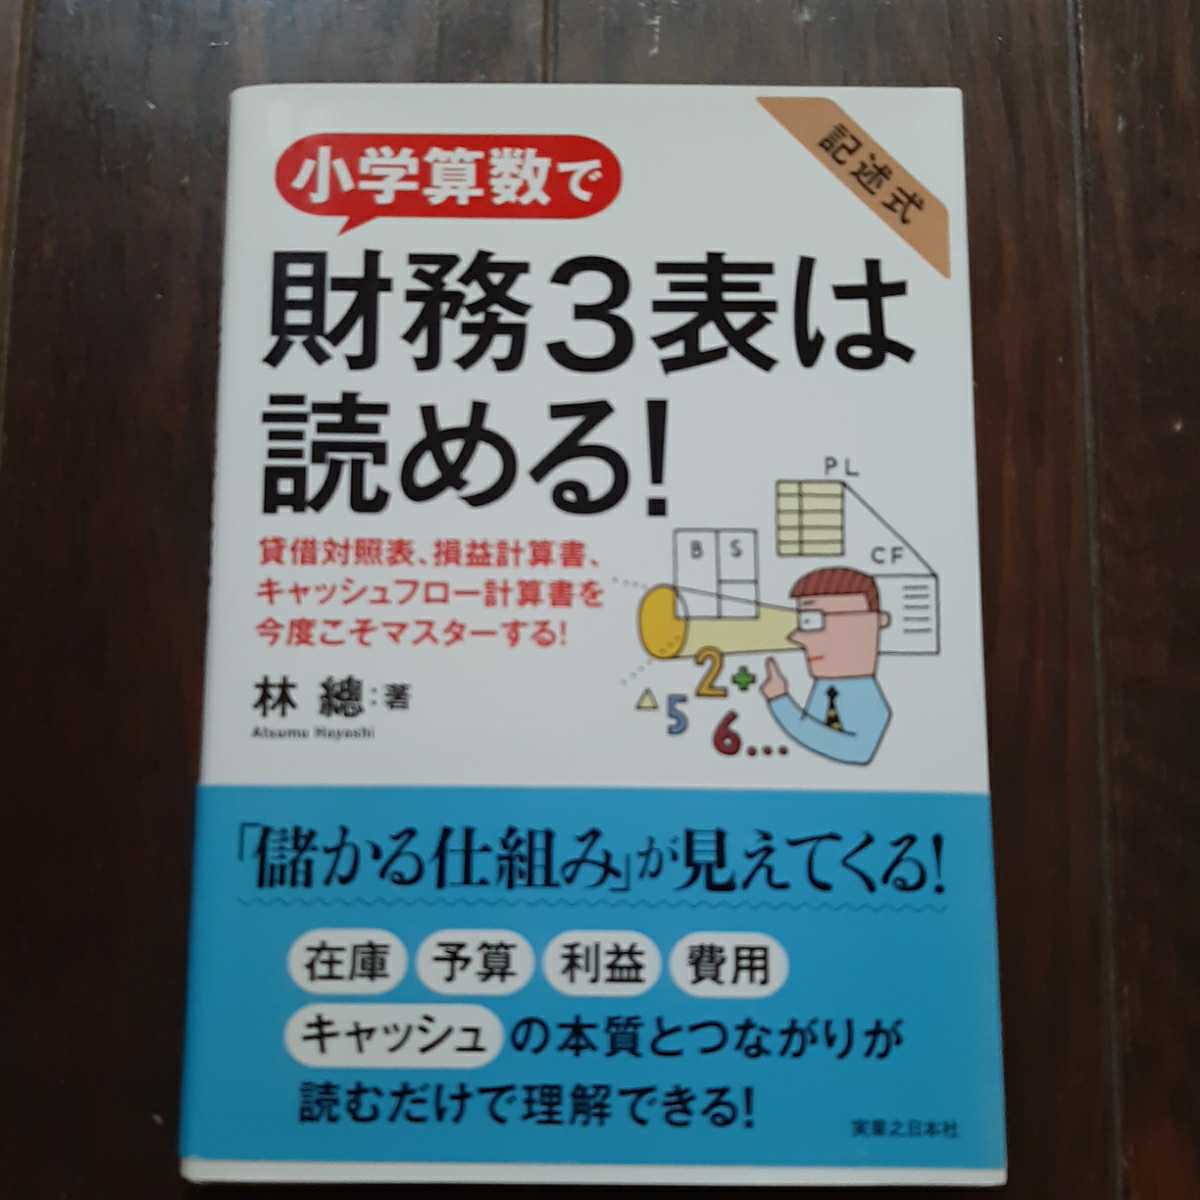 記述式
小学算数で
財務3表は
読める!
貸借対照表、損益計算書、
キャッシュフロー計算書を
今度こそマスターする!
林 總:著
Atsumu Hayashi
PL
BS
CF
2+
△5
6...
「儲かる仕組み」が見えてくる!
在庫 予算 利益 費用
キャッシュ の本質とつながりが
読むだけで理解できる!
実業之日本社